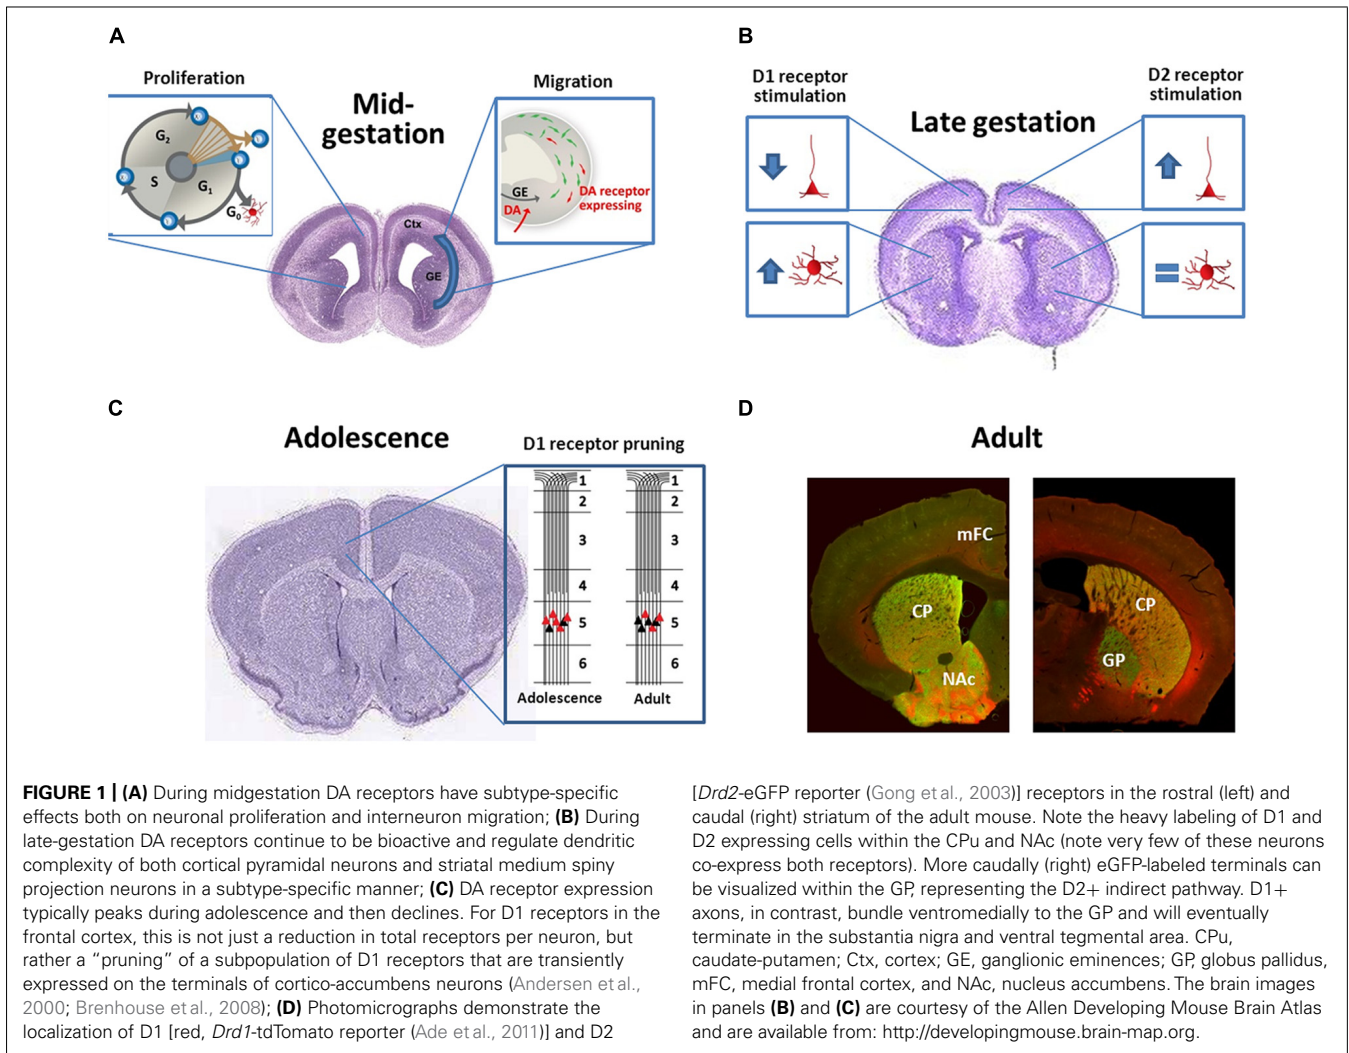 A
Proliferation
G2
S
G1
G0
Mid-
gestation
Migration
GE
DA
DA receptor
expressing
Ctx
GE
B
D1 receptor
stimulation
Late gestation
D2 receptor
stimulation
C
Adolescence
D1 receptor pruning
1
2
3
4
5
6
Adolescence
1
2
3
4
5
6
Adult
D
Adult
mFC
CP
NAc
CP
GP
FIGURE 1 | (A) During midgestation DA receptors have subtype-specific
effects both on neuronal proliferation and interneuron migration; (B) During
late-gestation DA receptors continue to be bioactive and regulate dendritic
complexity of both cortical pyramidal neurons and striatal medium spiny
projection neurons in a subtype-specific manner; (C) DA receptor expression
typically peaks during adolescence and then declines. For D1 receptors in the
frontal cortex, this is not just a reduction in total receptors per neuron, but
rather a “pruning” of a subpopulation of D1 receptors that are transiently
expressed on the terminals of cortico-accumbens neurons (Andersen et al.,
2000; Brenhouse et al., 2008); (D) Photomicrographs demonstrate the
localization of D1 [red, Drd1-tdTomato reporter (Ade et al., 2011)] and D2
[Drd2-eGFP reporter (Gong et al., 2003)] receptors in the rostral (left) and
caudal (right) striatum of the adult mouse. Note the heavy labeling of D1 and
D2 expressing cells within the CPu and NAc (note very few of these neurons
co-express both receptors). More caudally (right) eGFP-labeled terminals can
be visualized within the GP, representing the D2+ indirect pathway. D1+
axons, in contrast, bundle ventromedially to the GP and will eventually
terminate in the substantia nigra and ventral tegmental area. CPu,
caudate-putamen; Ctx, cortex; GE, ganglionic eminences; GP, globus pallidus,
mFC, medial frontal cortex, and NAc, nucleus accumbens. The brain images
in panels (B) and (C) are courtesy of the Allen Developing Mouse Brain Atlas
and are available from: http://developingmouse.brain-map.org.